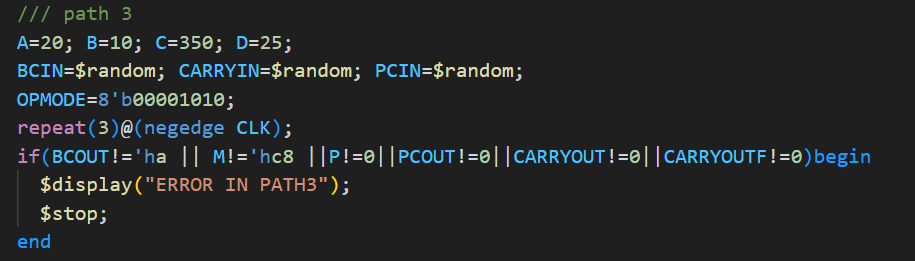 /// path 3
A=20; B=10; C=350; D=25;
BCIN=$random; CARRYIN=$random; PCIN=$random;
OPMODE=8'b00001010;
repeat(3)@(negedge CLK);
if(BCOUT!='ha || M!='hc8 ||P!=0||PCOUT!=0||CARRYOUT!=0||CARRYOUTF!=0)begin
  $display("ERROR IN PATH3");
  $stop;
end